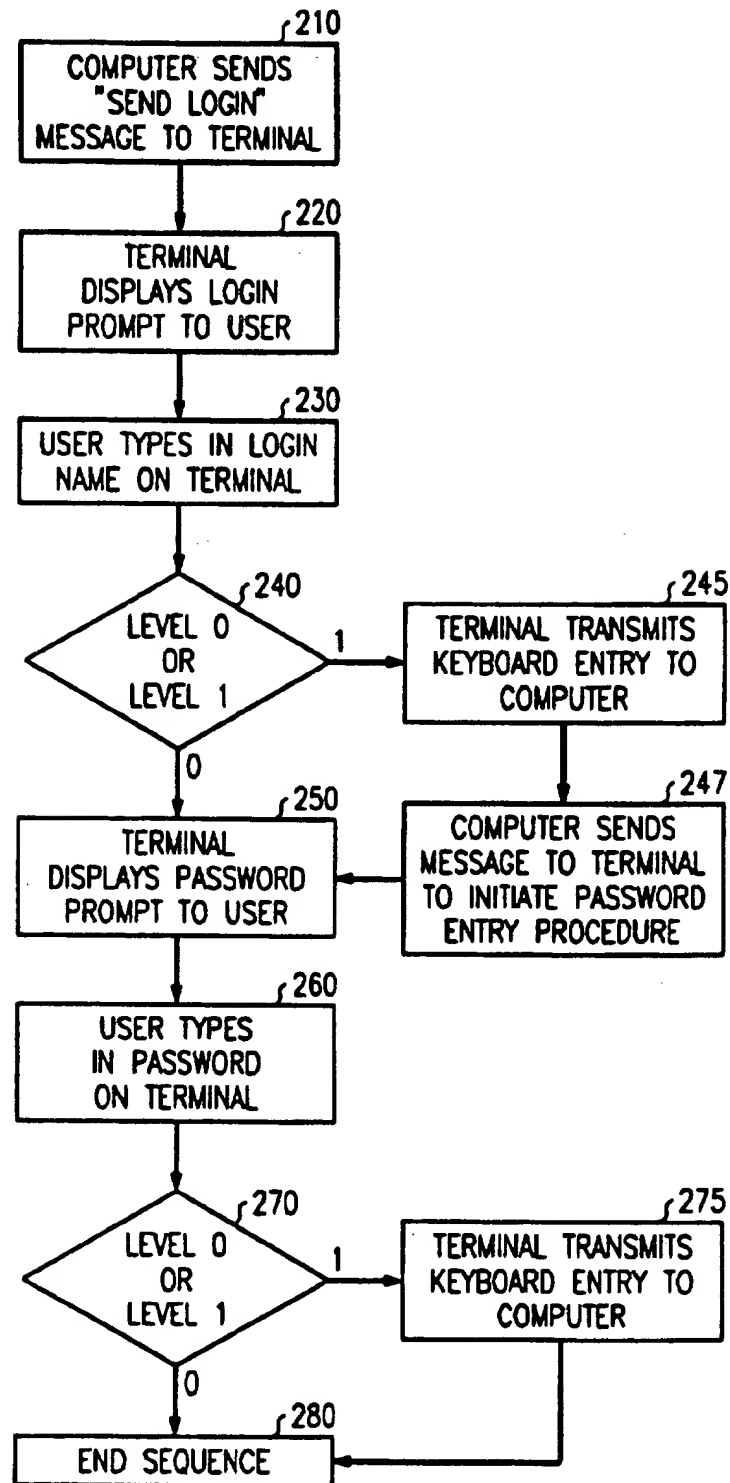 210
COMPUTER SENDS
"SEND LOGIN"
MESSAGE TO TERMINAL
220
TERMINAL
DISPLAYS LOGIN
PROMPT TO USER
230
USER TYPES IN LOGIN
NAME ON TERMINAL
240
LEVEL 0
OR
LEVEL 1
1
0
245
TERMINAL TRANSMITS
KEYBOARD ENTRY TO
COMPUTER
247
COMPUTER SENDS
MESSAGE TO TERMINAL
TO INITIATE PASSWORD
ENTRY PROCEDURE
250
TERMINAL
DISPLAYS PASSWORD
PROMPT TO USER
260
USER TYPES
IN PASSWORD
ON TERMINAL
270
LEVEL 0
OR
LEVEL 1
1
0
275
TERMINAL TRANSMITS
KEYBOARD ENTRY TO
COMPUTER
280
END SEQUENCE